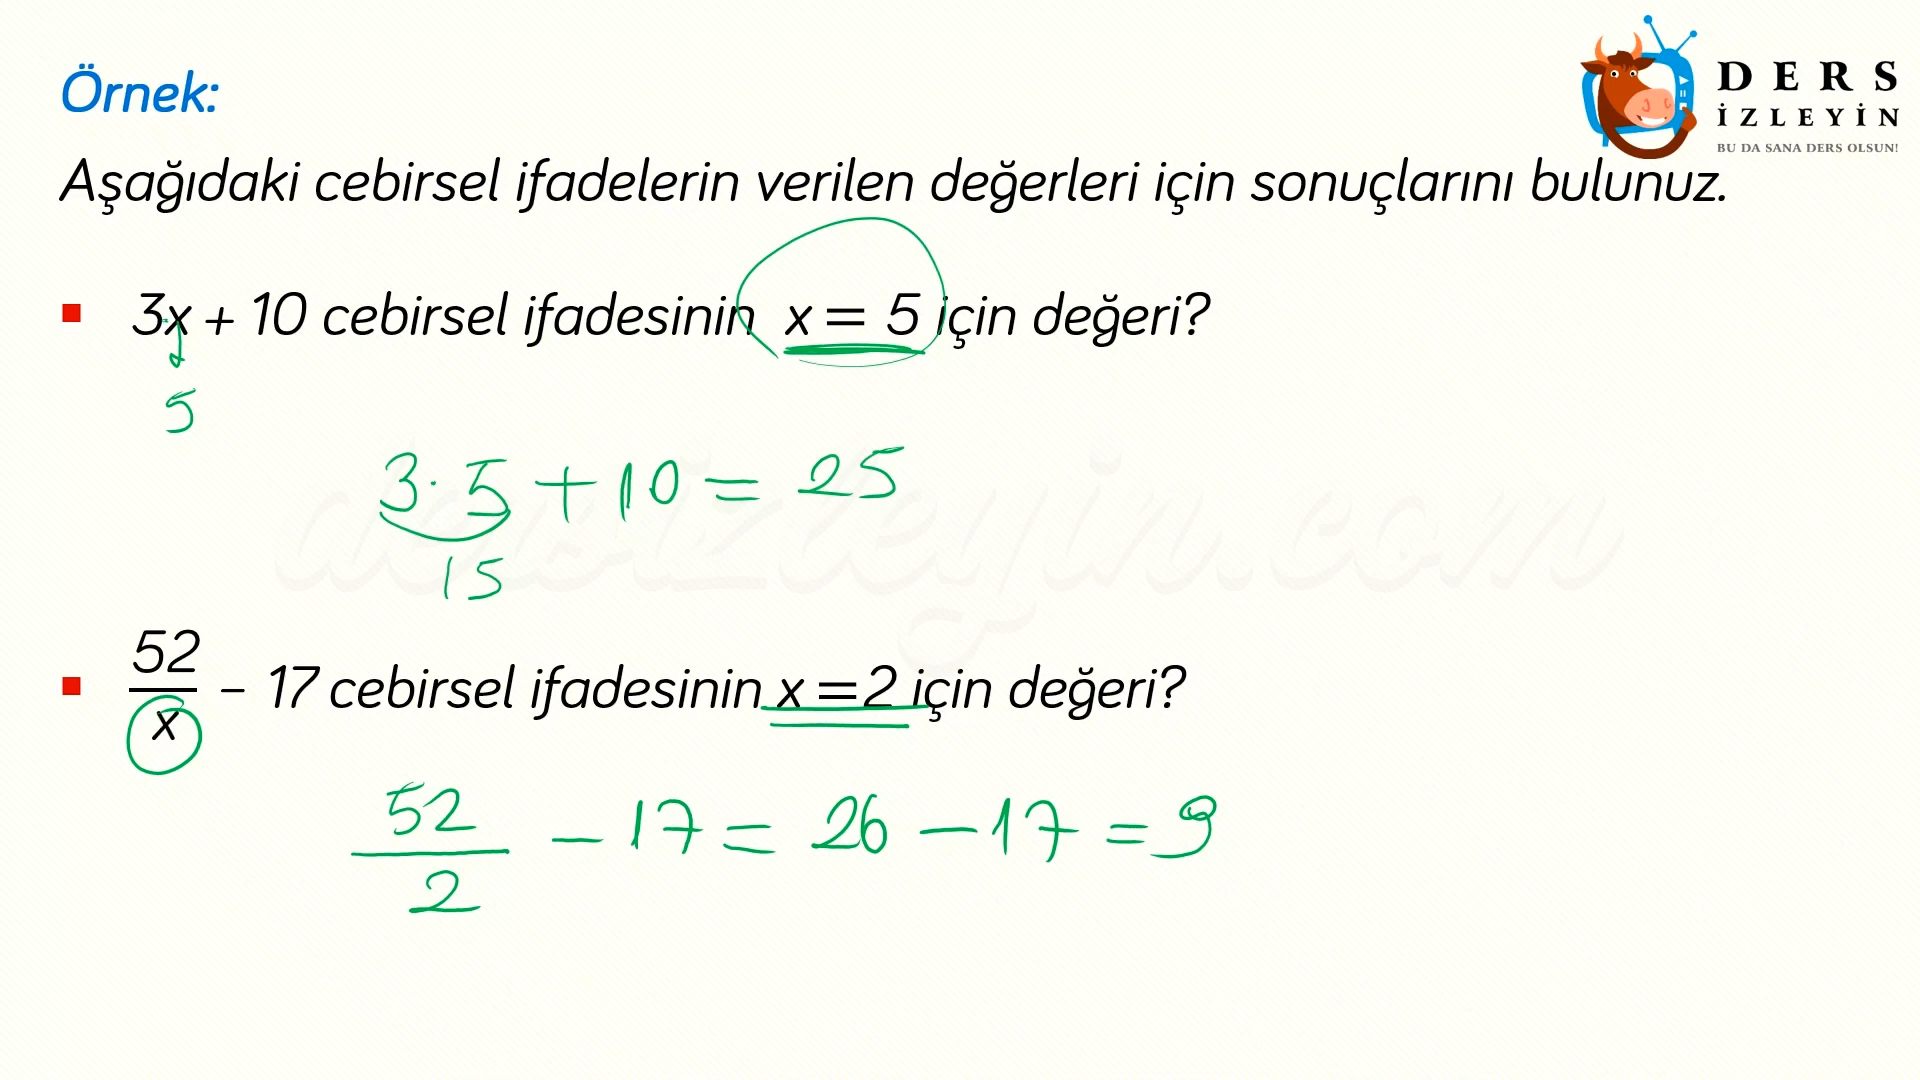 Örnek:
DERS
İZLEYİN
BU DA SANA DERS OLSUN!
Aşağıdaki cebirsel ifadelerin verilen değerleri için sonuçlarını bulunuz.
3x + 10 cebirsel ifadesinin x = 5 için değeri?
5
3·5 + 10 = 25
15
dersizleyin.com
52/x - 17 cebirsel ifadesinin x = 2 için değeri?
52/2 - 17 = 26 - 17 = 9